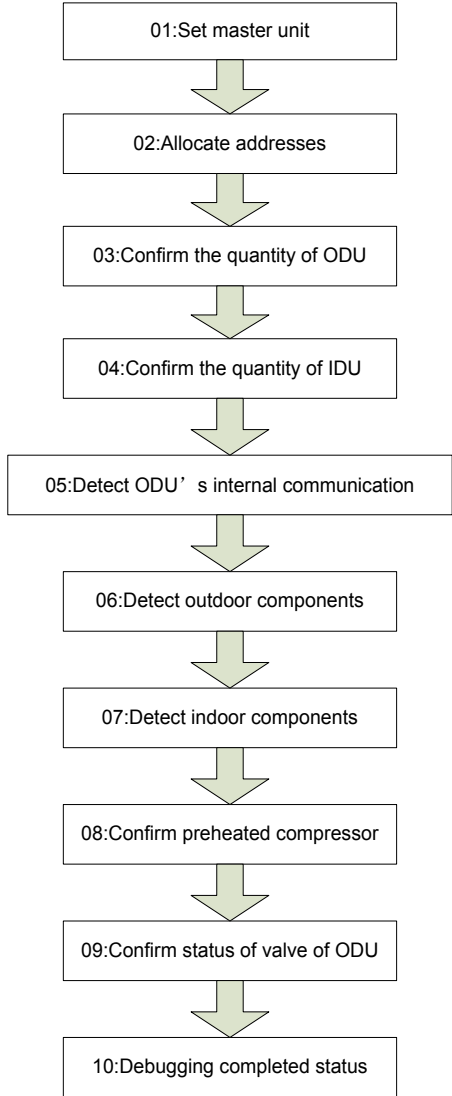 01:Set master unit
02:Allocate addresses
03:Confirm the quantity of ODU
04:Confirm the quantity of IDU
05:Detect ODU’s internal communication
06:Detect outdoor components
07:Detect indoor components
08:Confirm preheated compressor
09:Confirm status of valve of ODU
10:Debugging completed status